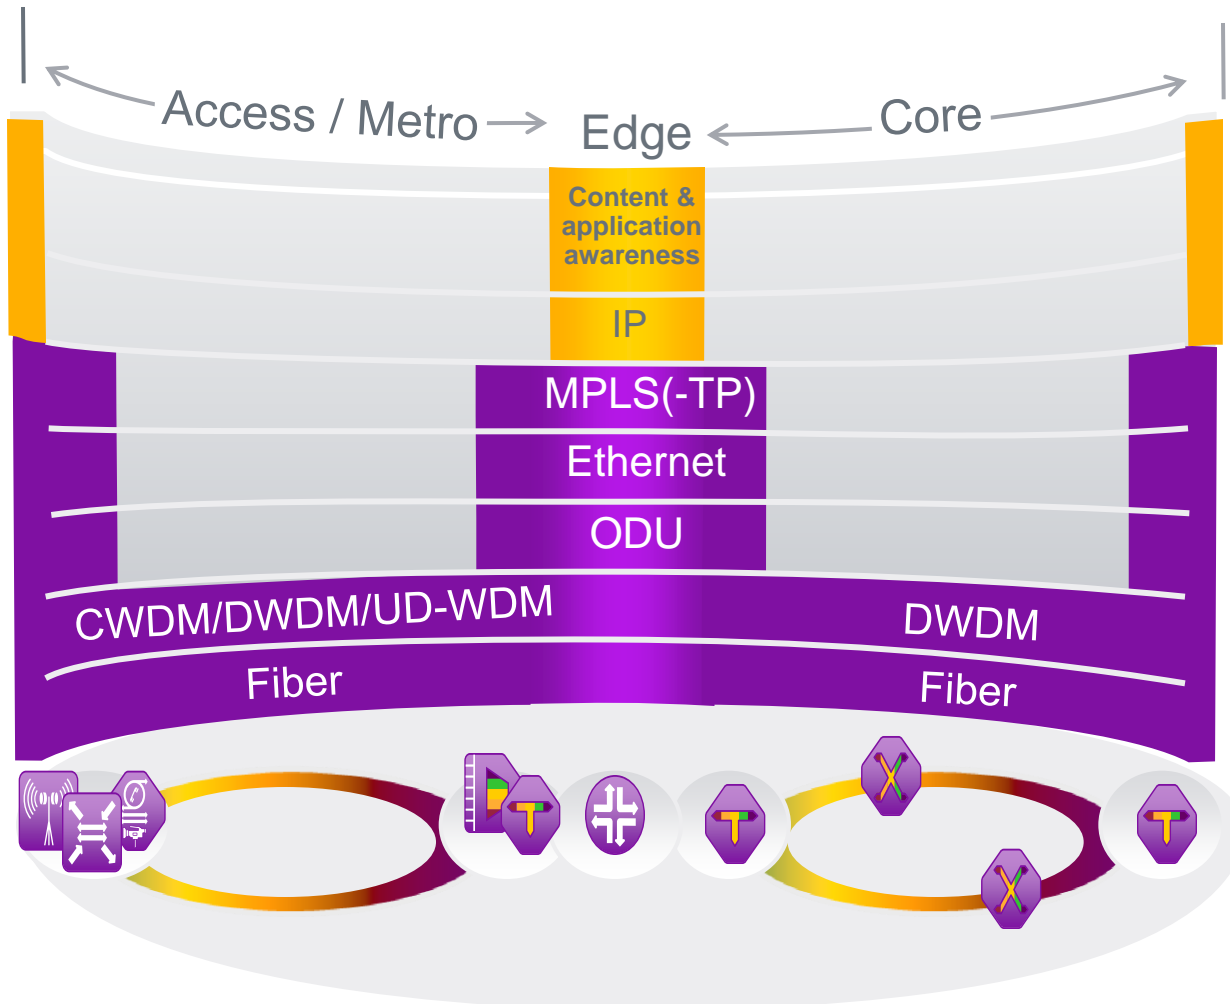 Access / Metro
Edge
Core
Content &
application
awareness
IP
MPLS(-TP)
Ethernet
ODU
CWDM/DWDM/UD-WDM
DWDM
Fiber
Fiber